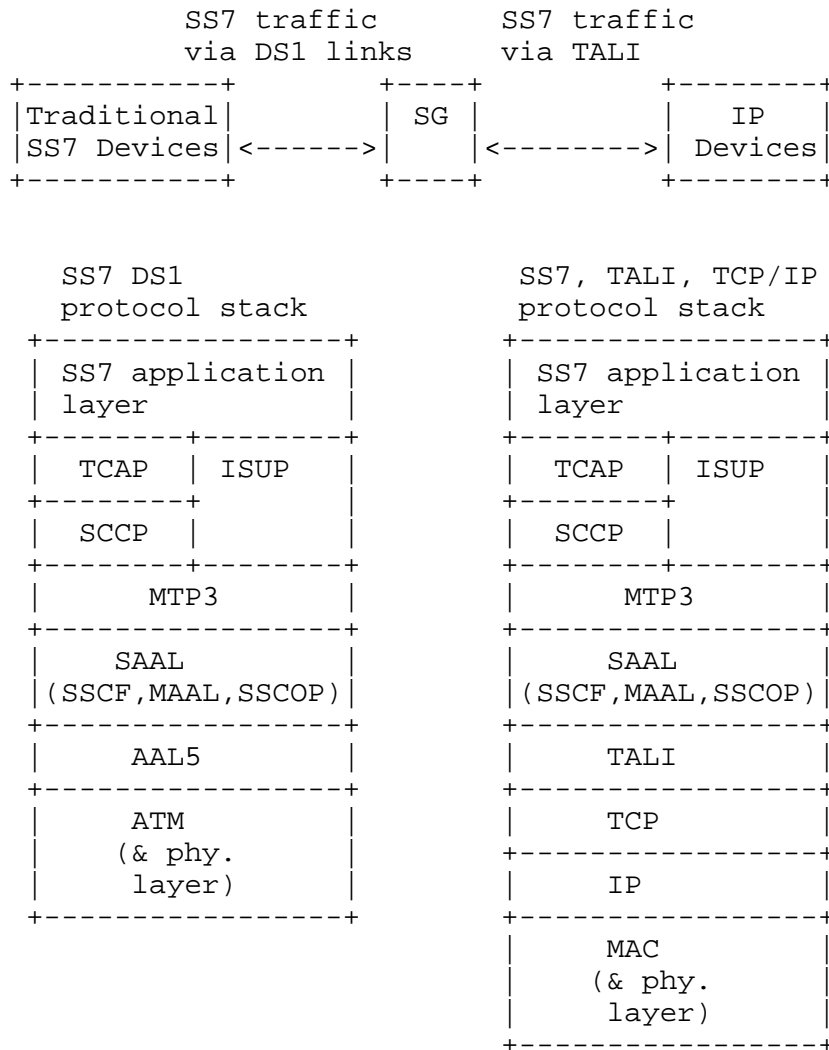 SS7 traffic SS7 traffic
via DS1 links via TALI
Traditional SG IP
SS7 Devices <------> <--------> Devices
SS7 DS1
protocol stack
SS7 application
layer
TCAP ISUP
SCCP
MTP3
SAAL
(SSCF,MAAL,SSCOP)
AAL5
ATM
(& phy.
layer)
SS7, TALI, TCP/IP
protocol stack
SS7 application
layer
TCAP ISUP
SCCP
MTP3
SAAL
(SSCF,MAAL,SSCOP)
TALI
TCP
IP
MAC
(& phy.
layer)